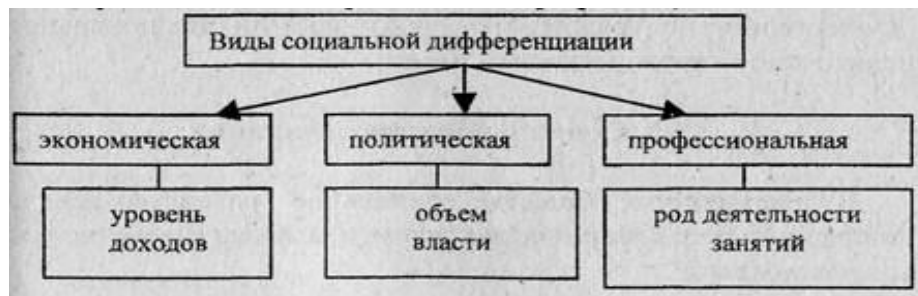 Виды социальной дифференциации
экономическая
политическая
профессиональная
уровень
доходов
объем
власти
род деятельности
занятий